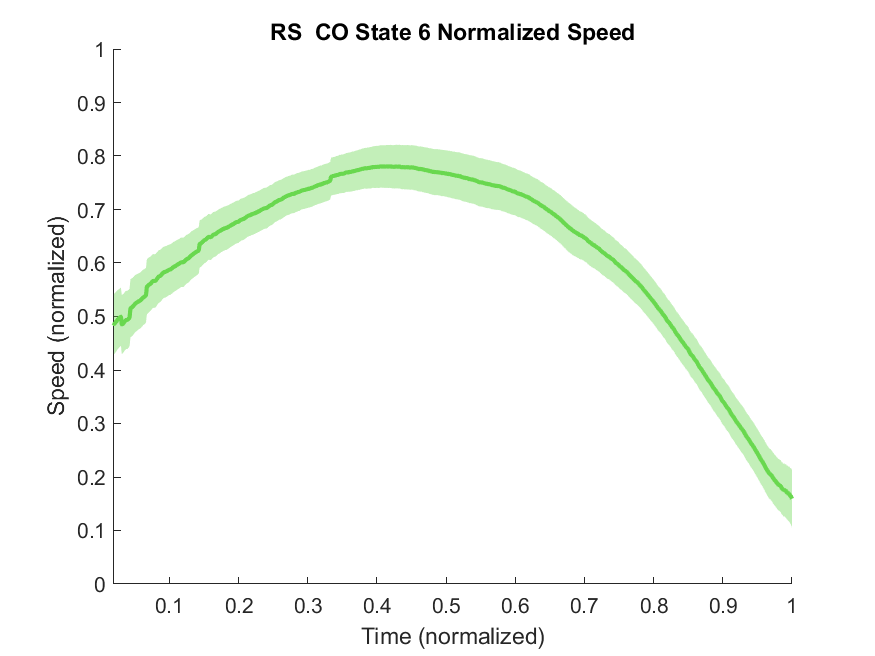 RS  CO State 6 Normalized Speed
1
0.9
0.8
0.7
0.6
0.5
0.4
0.3
0.2
0.1
0
Speed (normalized)
0.1 0.2 0.3 0.4 0.5 0.6 0.7 0.8 0.9 1
Time (normalized)